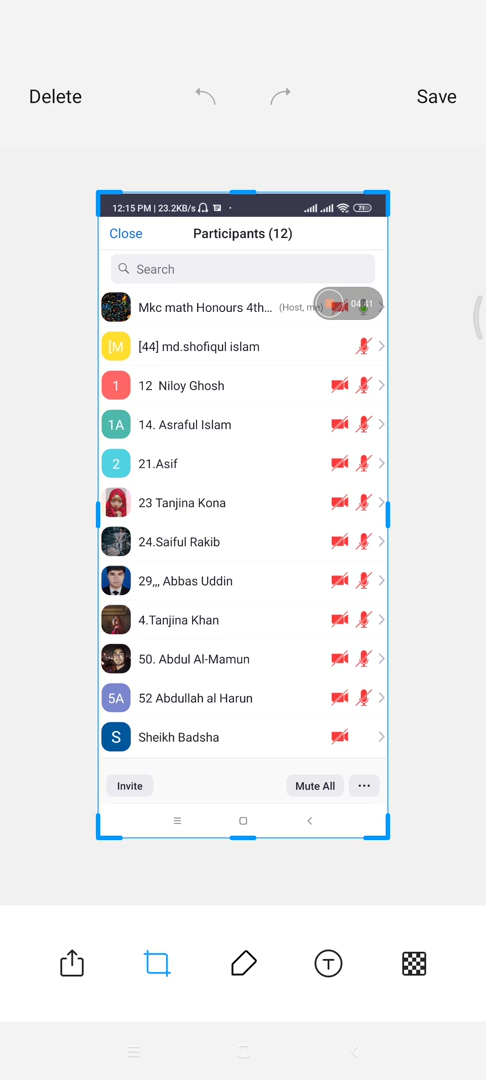 Delete
Save
12:15 PM | 23.2KB/s
73
Close
Participants (12)
Search
Mkc math Honours 4th... (Host, me)
04:41
[M
[44] md.shofiqul islam
1
12 Niloy Ghosh
1A
14. Asraful Islam
2
21.Asif
23 Tanjina Kona
24.Saiful Rakib
29,,, Abbas Uddin
4.Tanjina Khan
50. Abdul Al-Mamun
5A
52 Abdullah al Harun
S
Sheikh Badsha
Invite
Mute All
...
T